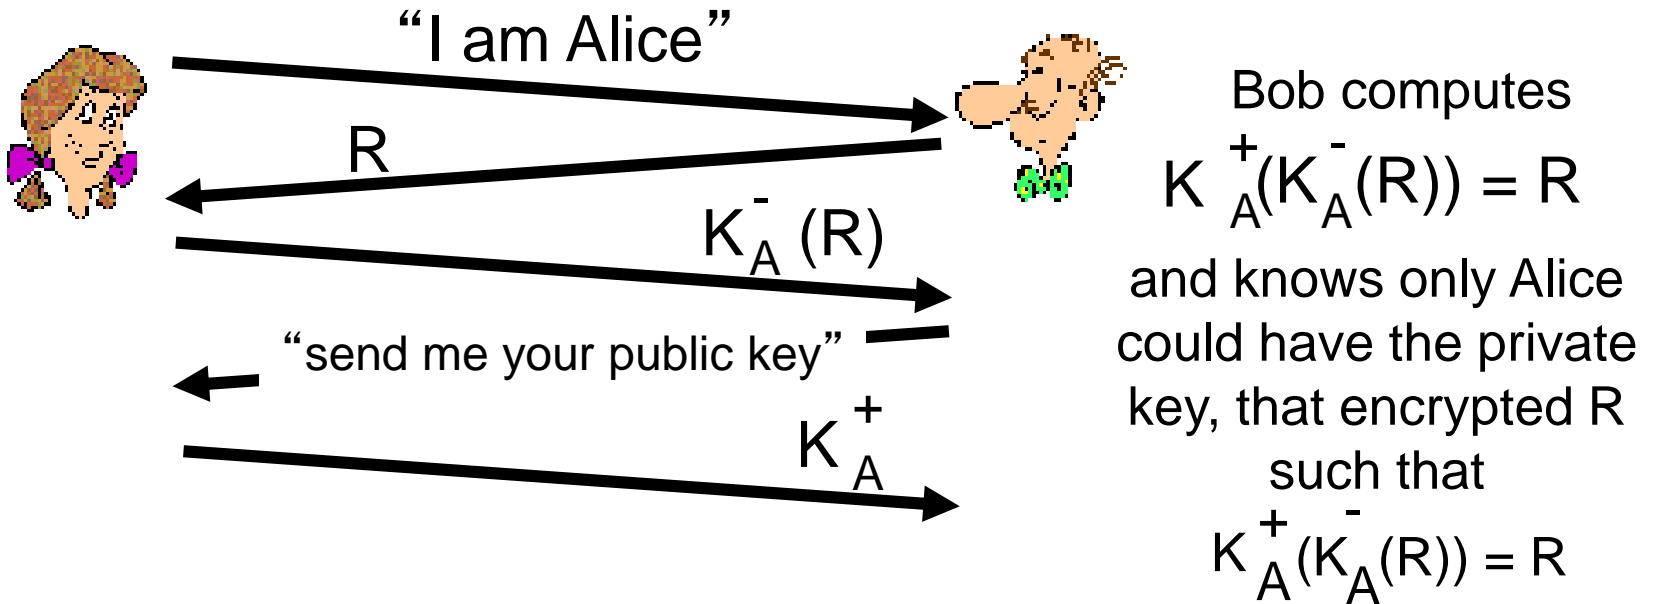 “I am Alice”
R
K_A^- (R)
“send me your public key”
K_A^+
Bob computes
K_A^+(K_A^-(R)) = R
and knows only Alice
could have the private
key, that encrypted R
such that
K_A^+(K_A^-(R)) = R